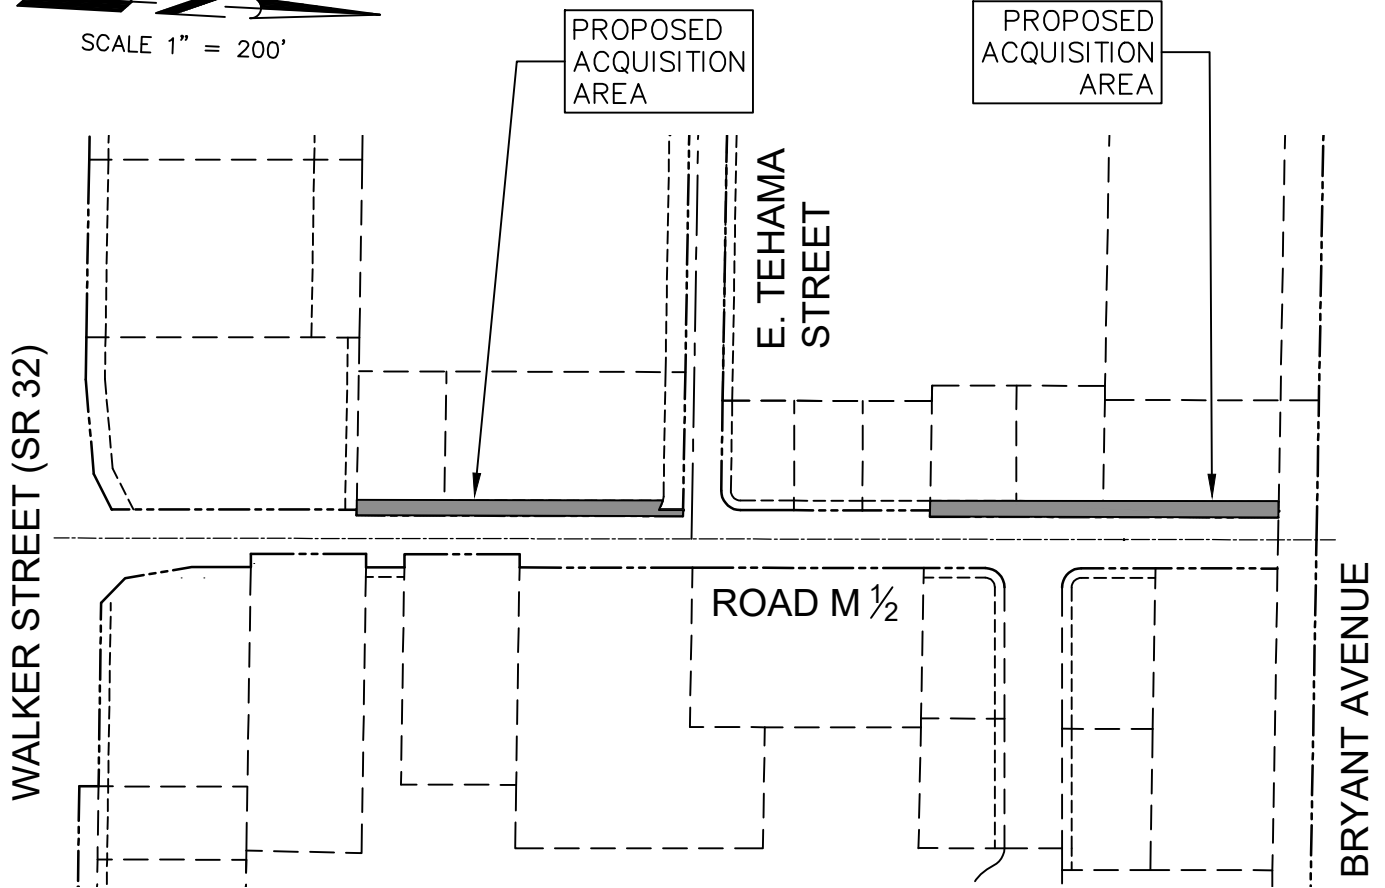 SCALE 1" = 200'
PROPOSED
ACQUISITION
AREA
PROPOSED
ACQUISITION
AREA
E. TEHAMA
STREET
WALKER STREET (SR 32)
ROAD M ½
BRYANT AVENUE